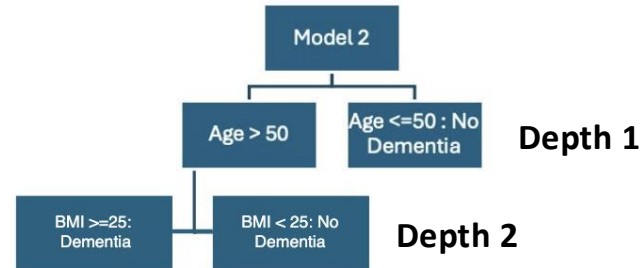 Model 2
Age > 50
Age <=50 : No
Dementia
Depth 1
BMI >=25:
Dementia
BMI < 25: No
Dementia
Depth 2